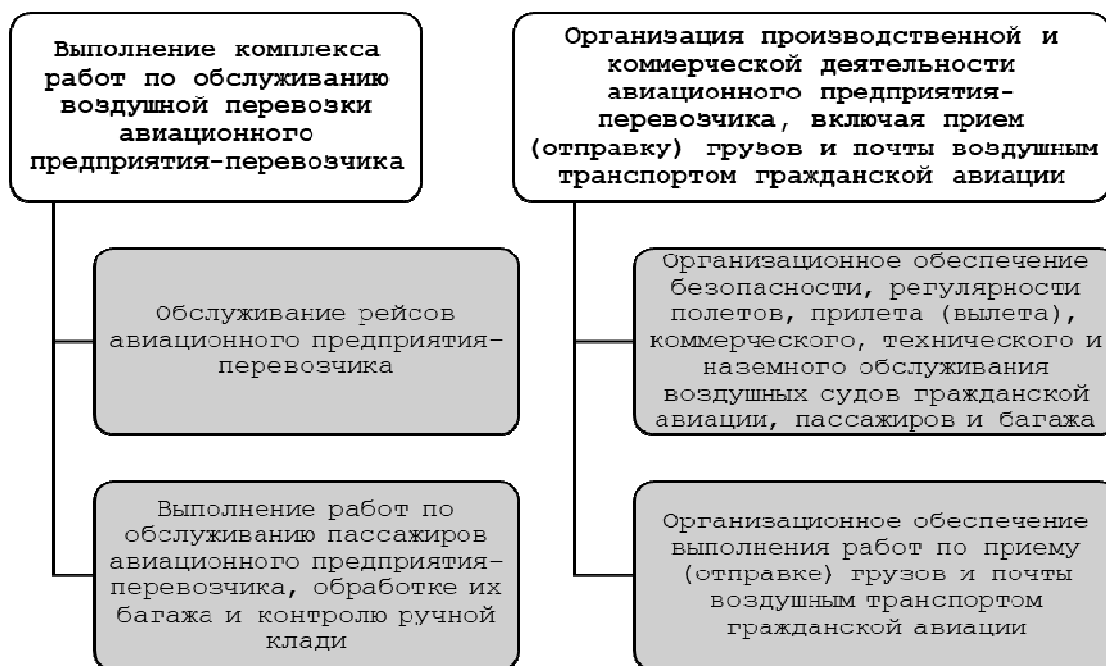 Выполнение комплекса
работ по обслуживанию
воздушной перевозки
авиационного
предприятия-перевозчика
Обслуживание рейсов
авиационного предприятия-
перевозчика
Выполнение работ по
обслуживанию пассажиров
авиационного предприятия-
перевозчика, обработке их
багажа и контролю ручной
клади
Организация производственной и
коммерческой деятельности
авиационного предприятия-
перевозчика, включая прием
(отправку) грузов и почты воздушным
транспортом гражданской авиации
Организационное обеспечение
безопасности, регулярности
полетов, прилета (вылета),
коммерческого, технического и
наземного обслуживания
воздушных судов гражданской
авиации, пассажиров и багажа
Организационное обеспечение
выполнения работ по приему
(отправке) грузов и почты
воздушным транспортом
гражданской авиации